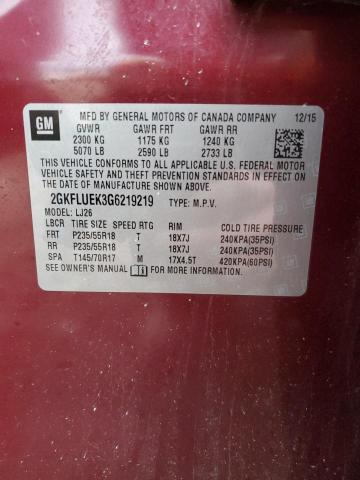 GM
MFD BY GENERAL MOTORS OF CANADA COMPANY 12/15
GVWR GAWR FRT GAWR RR
2300 KG 1175 KG 1240 KG
5070 LB 2590 LB 2733 LB
THIS VEHICLE CONFORMS TO ALL APPLICABLE U.S. FEDERAL MOTOR
VEHICLE SAFETY, BUMPER, AND THEFT PREVENTION STANDARDS IN
EFFECT ON THE DATE OF MANUFACTURE SHOWN ABOVE.
2GKFLUEK3G6219219 TYPE: M.P.V.
MODEL: LJ26
LBCR TIRE SIZE SPEED RTG RIM COLD TIRE PRESSURE
FRT P235/55R18 T 18X7J 240KPA(35PSI)
RR P235/55R18 T 18X7J 240KPA(35PSI)
SPA T145/70R17 M 17X4.5T 420KPA(60PSI)
SEE OWNER'S MANUAL FOR ADDITIONAL INFORMATION.